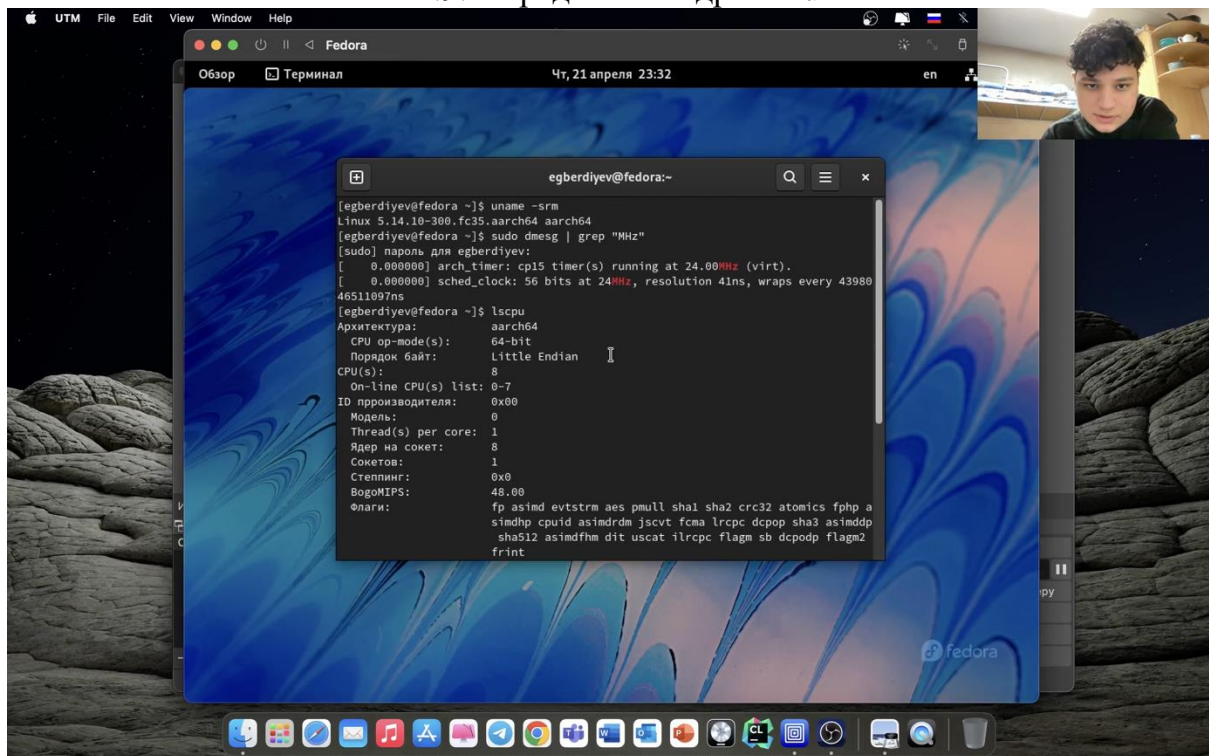 UTM File Edit View Window Help
Fedora
Обзор Терминал Чт, 21 апреля 23:32 en
egberdiyev@fedora:~
[egberdiyev@fedora ~]$ uname -srm
Linux 5.14.10-300.fc35.aarch64 aarch64
[egberdiyev@fedora ~]$ sudo dmesg | grep "MHz"
[sudo] пароль для egberdiyev:
[    0.000000] arch_timer: cp15 timer(s) running at 24.00MHz (virt).
[    0.000000] sched_clock: 56 bits at 24MHz, resolution 41ns, wraps every 43980
46511097ns
[egberdiyev@fedora ~]$ lscpu
Архитектура: aarch64
CPU op-mode(s): 64-bit
Порядок байт: Little Endian
CPU(s): 8
On-line CPU(s) list: 0-7
ID прроизводителя: 0x00
Модель: 0
Thread(s) per core: 1
Ядер на сокет: 8
Сокетов: 1
Степпинг: 0x0
BogoMIPS: 48.00
Флаги: fp asimd evtstrm aes pmull sha1 sha2 crc32 atomics fphp a
simdhp cpuid asimdrdm jscvt fcma lrcpc dcpop sha3 asimddp
sha512 asimdfhm dit uscat ilrcpc flagm sb dcpodp flagm2
frint
fedora